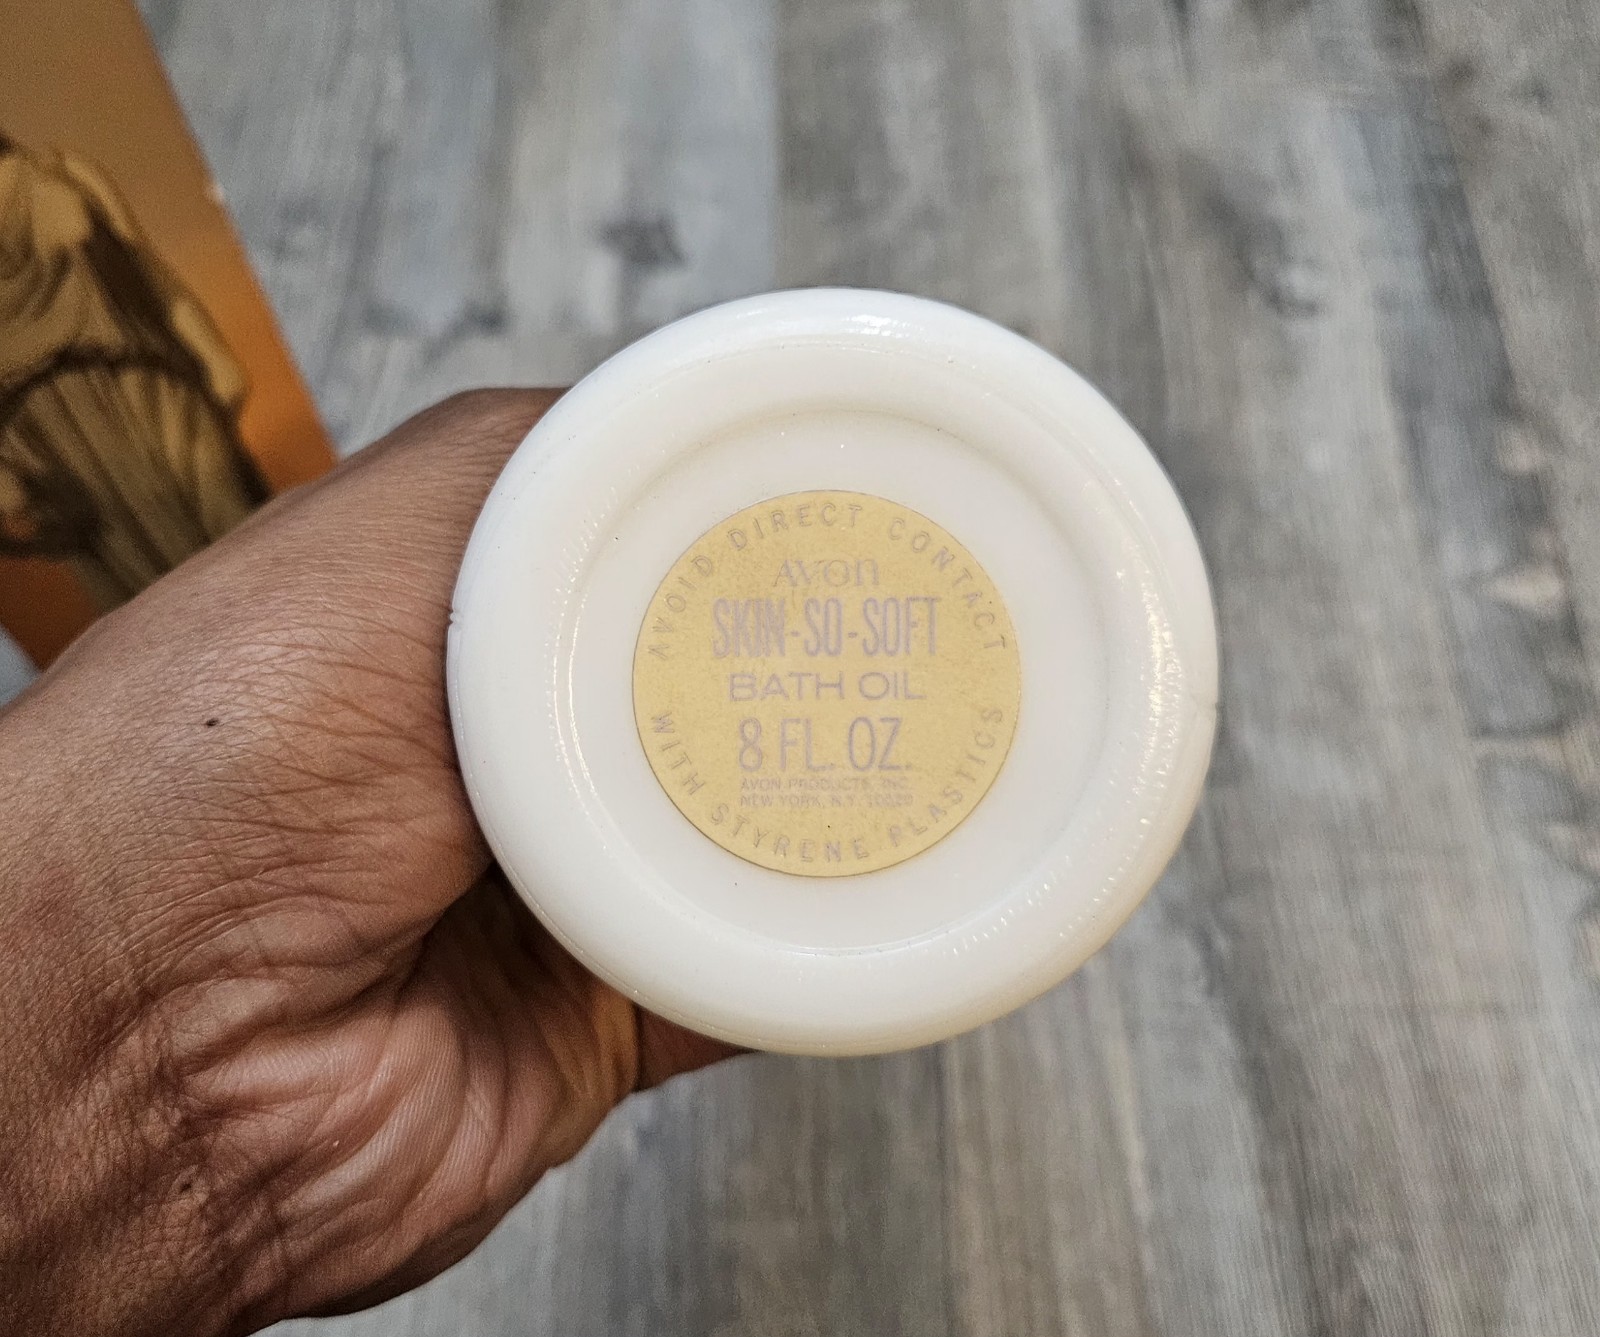 AVOID DIRECT CONTACT
AVON
SKIN-SO-SOFT
BATH OIL
8 FL. OZ.
AVON PRODUCTS, INC.
NEW YORK, N.Y. 10020
WITH STYRENE PLASTICS